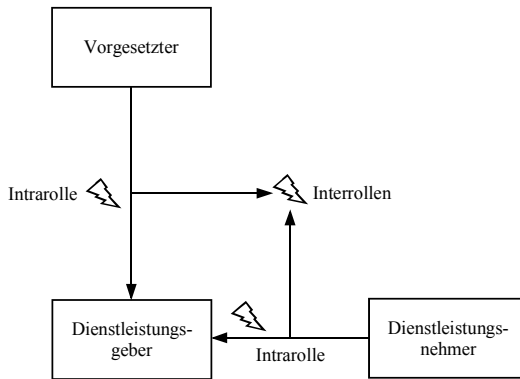 Vorgesetzter
Intrarolle
Interrollen
Dienstleistungs-
geber
Intrarolle
Dienstleistungs-
nehmer